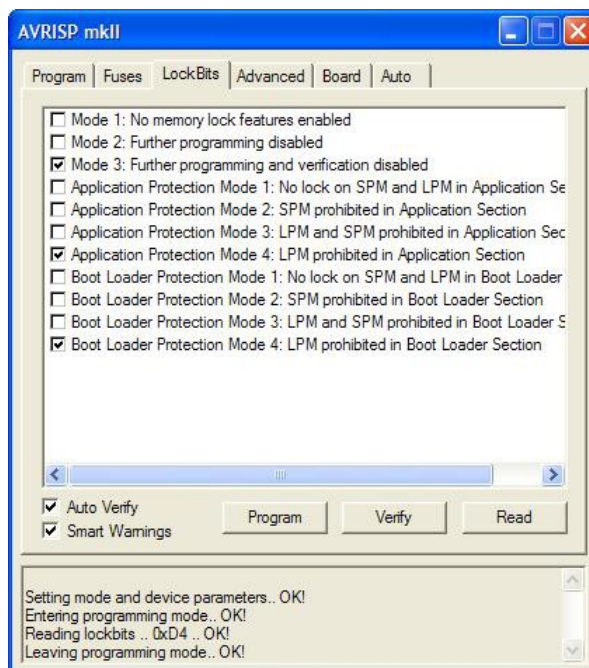 AVRISP mkII
Program Fuses LockBits Advanced Board Auto
Mode 1: No memory lock features enabled
Mode 2: Further programming disabled
Mode 3: Further programming and verification disabled
Application Protection Mode 1: No lock on SPM and LPM in Application Se
Application Protection Mode 2: SPM prohibited in Application Section
Application Protection Mode 3: LPM and SPM prohibited in Application Sec
Application Protection Mode 4: LPM prohibited in Application Section
Boot Loader Protection Mode 1: No lock on SPM and LPM in Boot Loader
Boot Loader Protection Mode 2: SPM prohibited in Boot Loader Section
Boot Loader Protection Mode 3: LPM and SPM prohibited in Boot Loader S
Boot Loader Protection Mode 4: LPM prohibited in Boot Loader Section
Auto Verify
Smart Warnings
Program Verify Read
Setting mode and device parameters.. OK!
Entering programming mode.. OK!
Reading lockbits .. 0xD4 .. OK!
Leaving programming mode.. OK!